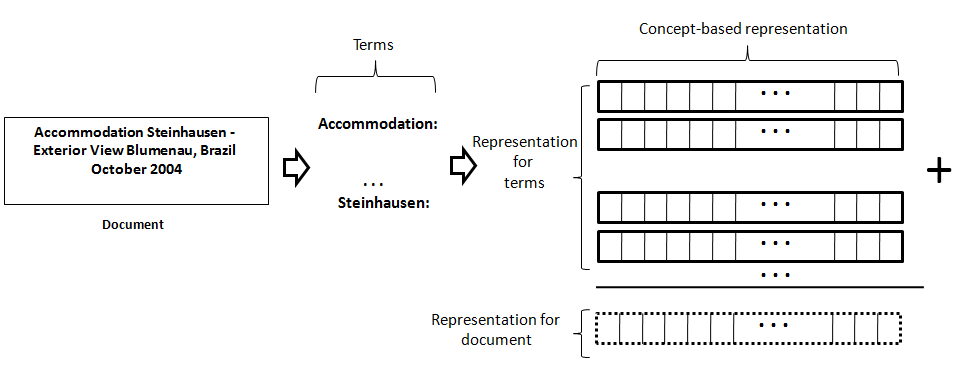 Concept-based representation
Terms
Accommodation Steinhausen -
Exterior View Blumenau, Brazil
October 2004
Document
Accommodation:
...
Steinhausen:
Representation
for
terms
...
...
...
...
...
+
Representation for
document
...